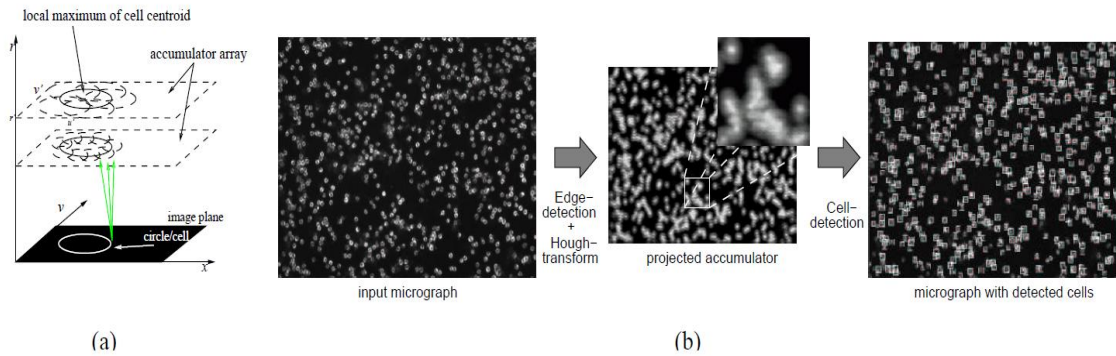 local maximum of cell centroid
accumulator array
r
v'
r
u'
v
image plane
circle/cell
x
(a)
input micrograph
Edge–
detection
+
Hough–
transform
projected accumulator
Cell–
detection
micrograph with detected cells
(b)